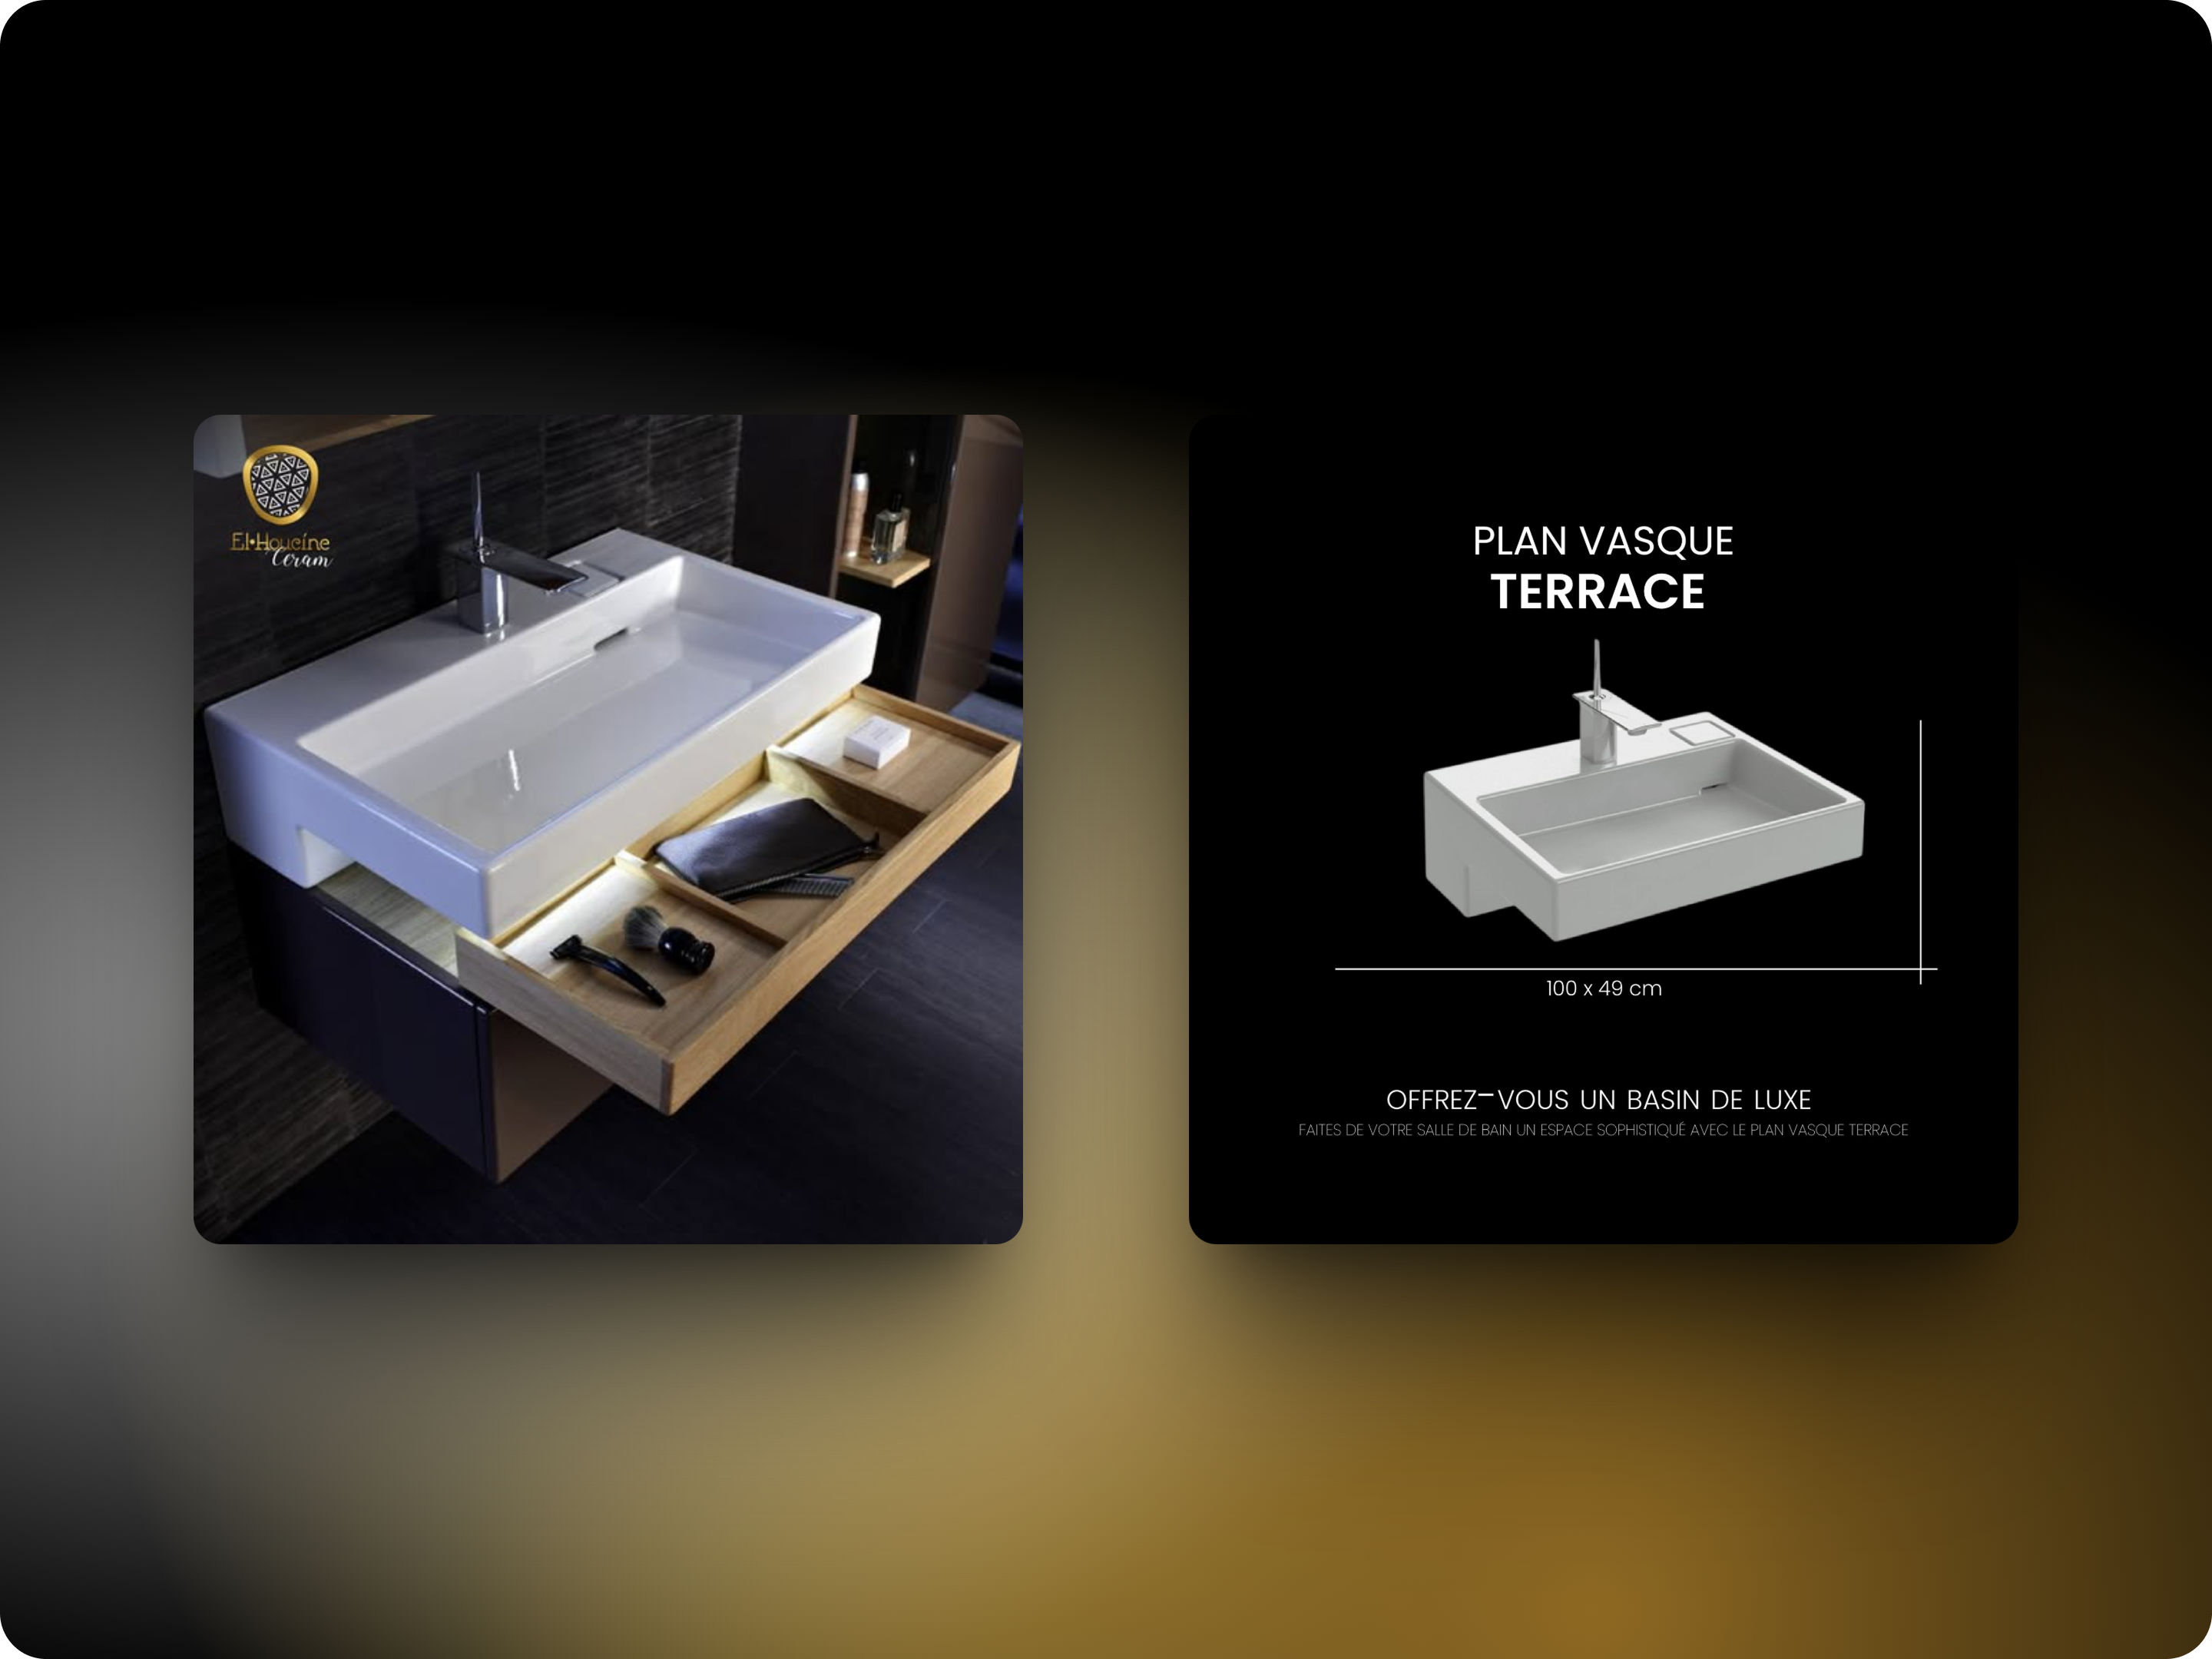 El•Houcine
Ceram
PLAN VASQUE
TERRACE
100 x 49 cm
OFFREZ-VOUS UN BASIN DE LUXE
FAITES DE VOTRE SALLE DE BAIN UN ESPACE SOPHISTIQUÉ AVEC LE PLAN VASQUE TERRACE